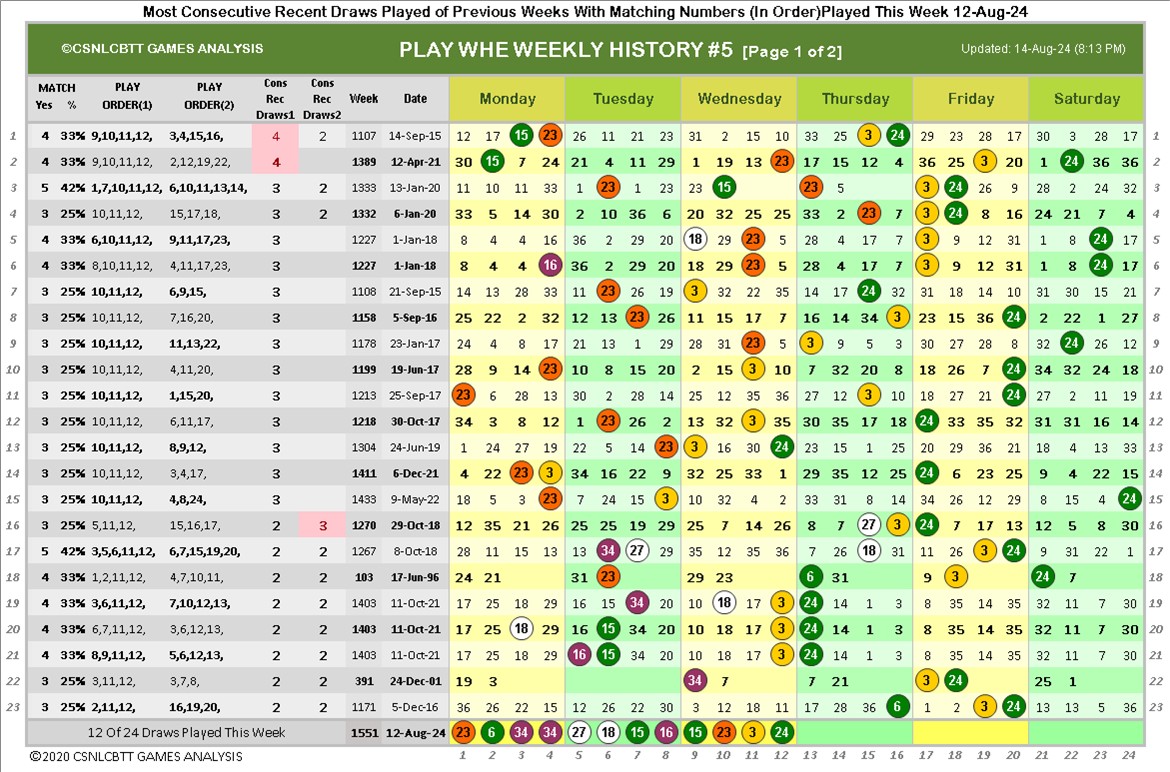 Most Consecutive Recent Draws Played of Previous Weeks With Matching Numbers (In Order)Played This Week 12-Aug-24
©CSNLCBTT GAMES ANALYSIS PLAY WHE WEEKLY HISTORY #5 [Page 1 of 2] Updated: 14-Aug-24 (8:13 PM)
MATCH Yes % PLAY ORDER(1) PLAY ORDER(2) Cons Rec Draws1 Cons Rec Draws2 Week Date Monday Tuesday Wednesday Thursday Friday Saturday
1 4 33% 9,10,11,12, 3,4,15,16, 4 2 1107 14-Sep-15 12 17 15 23 26 11 21 23 31 2 15 10 33 25 3 24 29 33 28 17 30 3 28 17 1
2 4 33% 9,10,11,12, 2,12,19,22, 4 1389 12-Apr-21 30 15 7 24 21 4 11 29 1 19 13 23 17 15 12 4 36 25 3 20 1 24 36 36 2
3 5 42% 1,7,10,11,12, 6,10,11,13,14, 3 2 1333 13-Jan-20 11 10 11 33 1 23 1 23 23 15 23 5 3 24 26 9 28 2 24 32 3
4 3 25% 10,11,12, 15,17,18, 3 2 1332 6-Jan-20 33 5 14 30 2 10 36 6 20 32 25 25 33 2 23 7 3 24 8 16 24 21 7 4 4
5 4 33% 6,10,11,12, 9,11,17,23, 3 1227 1-Jan-18 8 4 4 16 36 2 29 20 18 29 23 5 28 4 17 7 3 9 12 31 1 8 24 17 5
6 4 33% 8,10,11,12, 4,11,17,23, 3 1227 1-Jan-18 8 4 4 16 36 2 29 20 18 29 23 5 28 4 17 7 3 9 12 31 1 8 24 17 6
7 3 25% 10,11,12, 6,9,15, 3 1108 21-Sep-15 14 13 28 33 11 23 26 19 3 32 22 35 14 17 24 32 31 18 14 10 31 30 15 21 7
8 3 25% 10,11,12, 7,16,20, 3 1158 5-Sep-16 25 22 2 32 12 13 23 26 11 15 17 7 16 14 34 3 23 15 36 24 2 22 1 27 8
9 3 25% 10,11,12, 11,13,22, 3 1178 23-Jan-17 24 4 8 17 21 13 1 29 28 11 23 25 3 9 5 3 30 27 28 8 32 24 26 12 9
10 3 25% 10,11,12, 4,11,20, 3 1199 19-Jun-17 28 9 14 23 10 8 15 20 2 15 3 10 7 32 20 8 18 26 7 24 34 32 24 18 10
11 3 25% 10,11,12, 1,15,20, 3 1213 25-Sep-17 23 6 28 13 30 2 28 14 25 12 35 36 27 12 3 10 18 27 21 24 27 2 11 19 11
12 3 25% 10,11,12, 6,11,17, 3 1218 30-Oct-17 34 3 8 12 1 23 26 2 13 32 3 35 30 35 17 18 24 33 35 32 31 31 16 14 12
13 3 25% 10,11,12, 8,9,12, 3 1304 24-Jun-19 1 24 27 19 22 5 14 23 3 16 30 24 23 15 1 25 20 29 36 21 18 4 13 33 13
14 3 25% 10,11,12, 3,4,17, 3 1411 6-Dec-21 4 22 23 3 34 16 22 9 32 25 33 1 29 35 12 25 24 6 23 25 9 4 22 15 14
15 3 25% 10,11,12, 4,8,24, 3 1433 9-May-22 18 5 3 23 7 24 15 3 10 32 4 2 33 31 8 14 34 26 12 29 8 15 4 24 15
16 3 25% 5,11,12, 15,16,17, 2 3 1270 29-Oct-18 12 35 21 26 25 25 19 29 25 7 14 26 8 7 27 3 24 7 17 13 12 5 8 30 16
17 5 42% 3,5,6,11,12, 6,7,15,19,20, 2 2 1267 8-Oct-18 28 11 15 13 13 34 27 29 35 12 35 36 7 26 18 31 11 26 3 24 9 31 22 1 17
18 4 33% 1,2,11,12, 4,7,10,11, 2 2 103 17-Jun-96 24 21 31 23 29 23 6 31 9 3 24 7 18
19 4 33% 3,6,11,12, 7,10,12,13, 2 2 1403 11-Oct-21 17 25 18 29 16 15 34 20 10 18 17 3 24 14 1 3 8 35 14 35 32 11 7 30 19
20 4 33% 6,7,11,12, 3,6,12,13, 2 2 1403 11-Oct-21 17 25 18 29 16 15 34 20 10 18 17 3 24 14 1 3 8 35 14 35 32 11 7 30 20
21 4 33% 8,9,11,12, 5,6,12,13, 2 2 1403 11-Oct-21 17 25 18 29 16 15 34 20 10 18 17 3 24 14 1 3 8 35 14 35 32 11 7 30 21
22 3 25% 3,11,12, 3,7,8, 2 2 391 24-Dec-01 19 3 34 7 7 21 3 24 25 1 22
23 3 25% 2,11,12, 16,19,20, 2 2 1171 5-Dec-16 36 26 22 15 12 26 22 30 3 12 18 11 17 28 36 6 1 2 3 24 13 13 5 36 23
12 Of 24 Draws Played This Week 1551 12-Aug-24 23 6 34 34 27 18 15 16 15 23 3 24
©2020 CSNLCBTT GAMES ANALYSIS 1 2 3 4 5 6 7 8 9 10 11 12 13 14 15 16 17 18 19 20 21 22 23 24